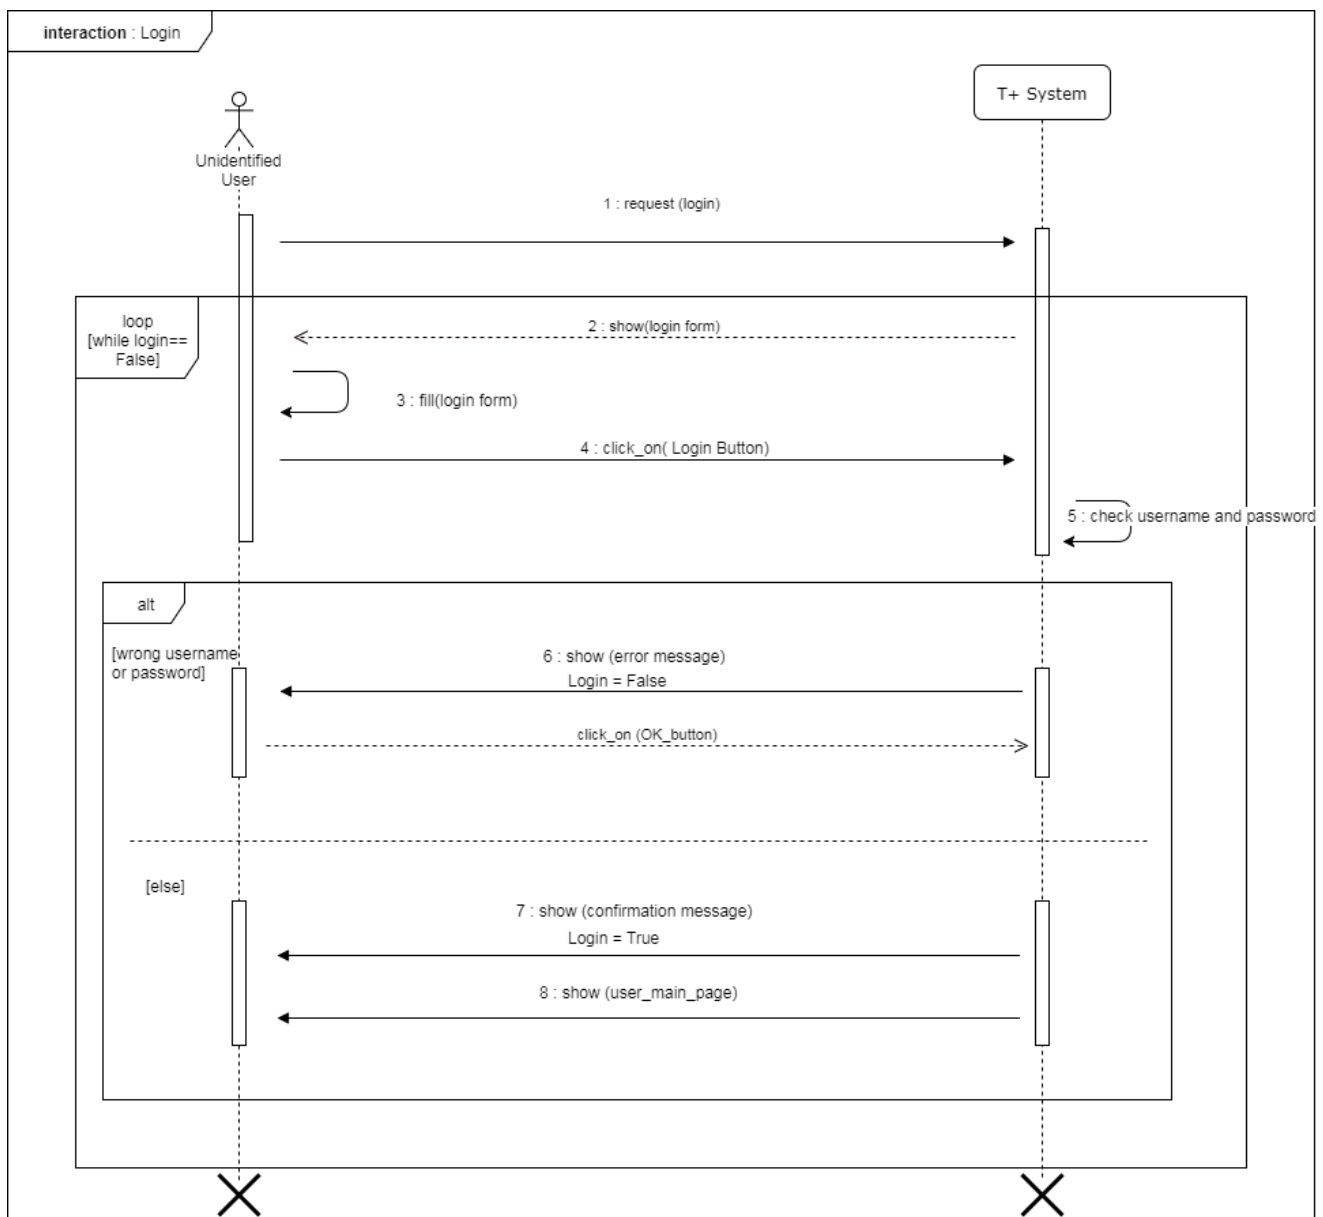 interaction : Login
T+ System
Unidentified
User
1 : request (login)
loop
[while login==
False]
2 : show(login form)
3 : fill(login form)
4 : click_on( Login Button)
5 : check username and password
alt
[wrong username
or password]
6 : show (error message)
Login = False
click_on (OK_button)
[else]
7 : show (confirmation message)
Login = True
8 : show (user_main_page)